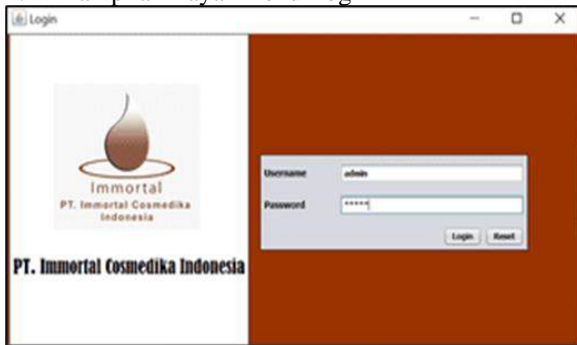 Login
Immortal
PT. Immortal Cosmedika
Indonesia
PT. Immortal Cosmedika Indonesia
Username admin
Password *****
Login Reset